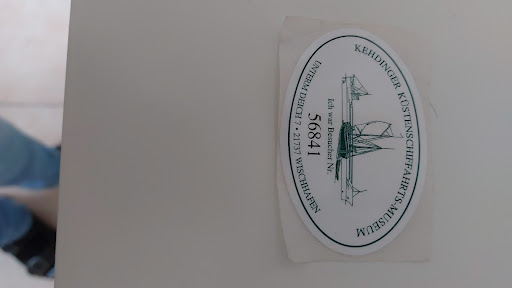 KEHDINGER KÜSTENSCHIFFAHRTS-MUSEUM
Ich war Besucher Nr.
56841
UNTERM DEICH 7 • 21737 WISCHHAFEN